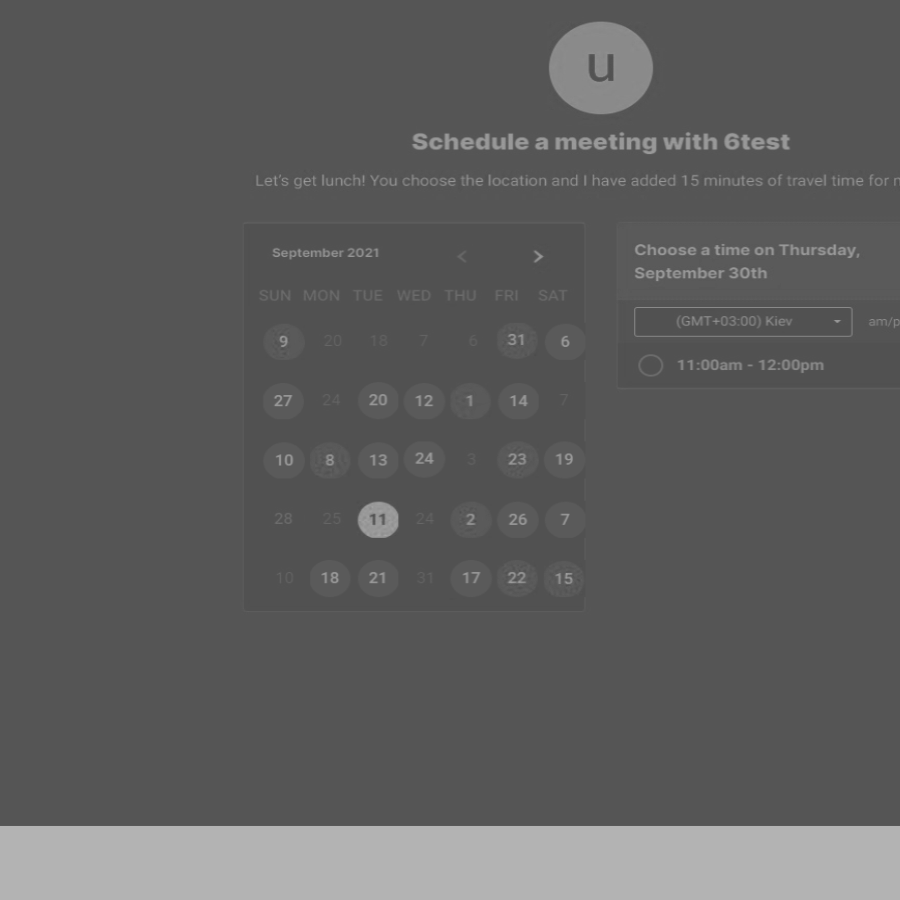 u
Schedule a meeting with 6test
Let's get lunch! You choose the location and I have added 15 minutes of travel time for
September 2021
SUN MON TUE WED THU FRI SAT
9 20 18 7 6 31 6
27 24 20 12 1 14 7
10 8 13 24 3 23 19
28 25 11 24 2 26 7
10 18 21 31 17 22 15
Choose a time on Thursday,
September 30th
(GMT+03:00) Kiev am/p
11:00am - 12:00pm